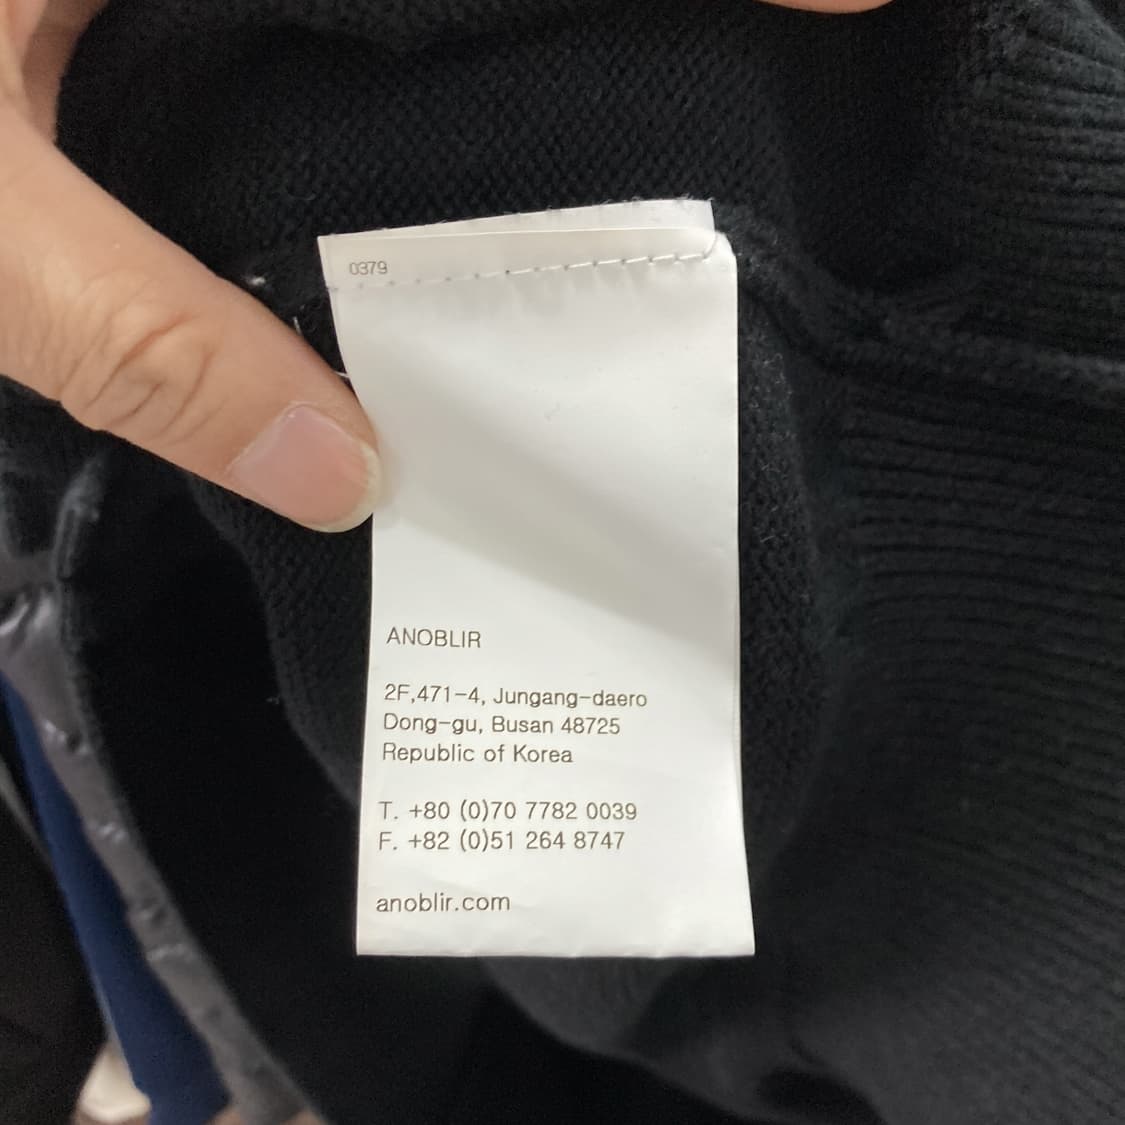 0379
ANOBLIR
2F,471-4, Jungang-daero
Dong-gu, Busan 48725
Republic of Korea
T. +80 (0)70 7782 0039
F. +82 (0)51 264 8747
anoblir.com